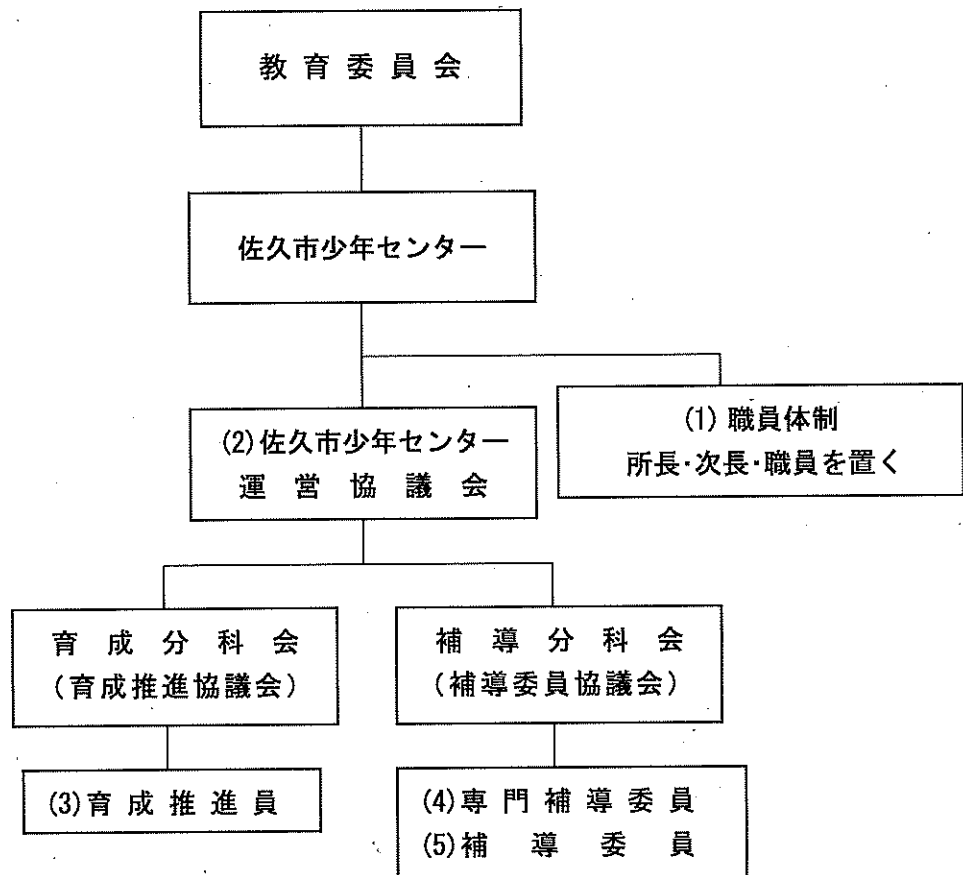 教育委員会
佐久市少年センター
(1) 職員体制
所長・次長・職員を置く
(2)佐久市少年センター
運営協議会
育成分科会
(育成推進協議会)
補導分科会
(補導委員協議会)
(3)育成推進員
(4)専門補導委員
(5)補導委員